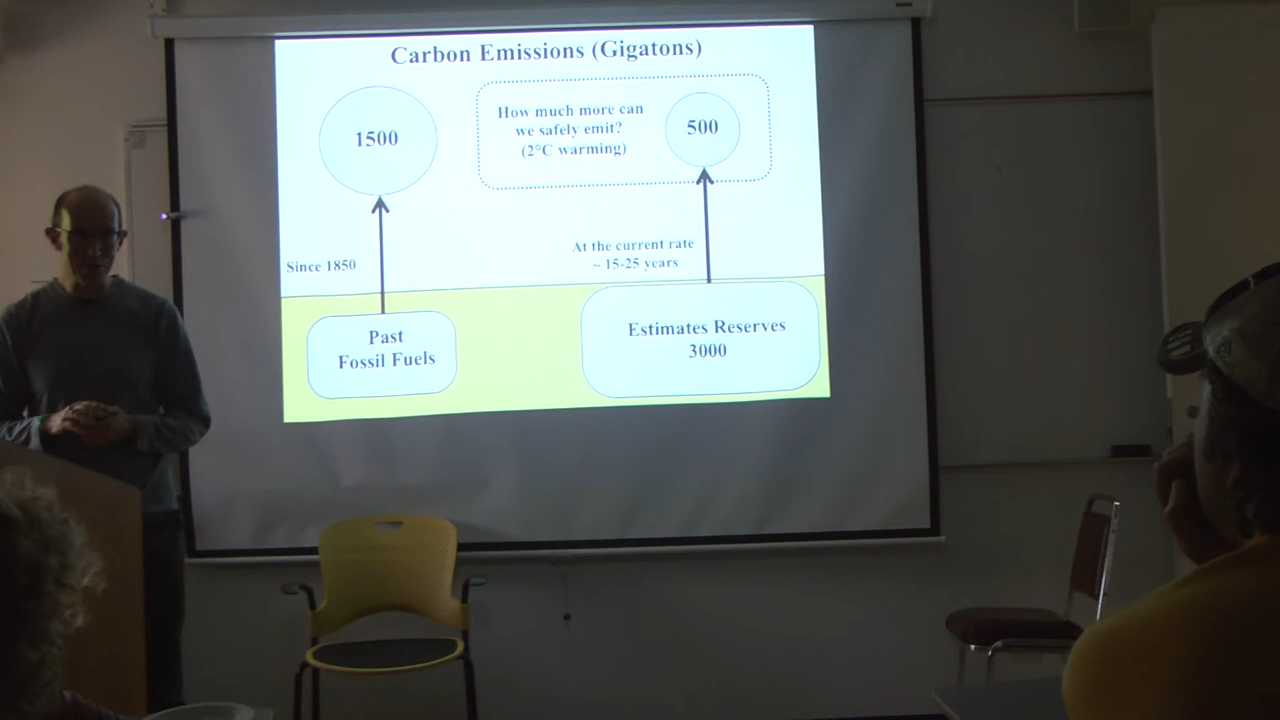 Carbon Emissions (Gigatons)
1500
How much more can
we safely emit?
(2°C warming)
500
Since 1850
At the current rate
~ 15-25 years
Past
Fossil Fuels
Estimates Reserves
3000